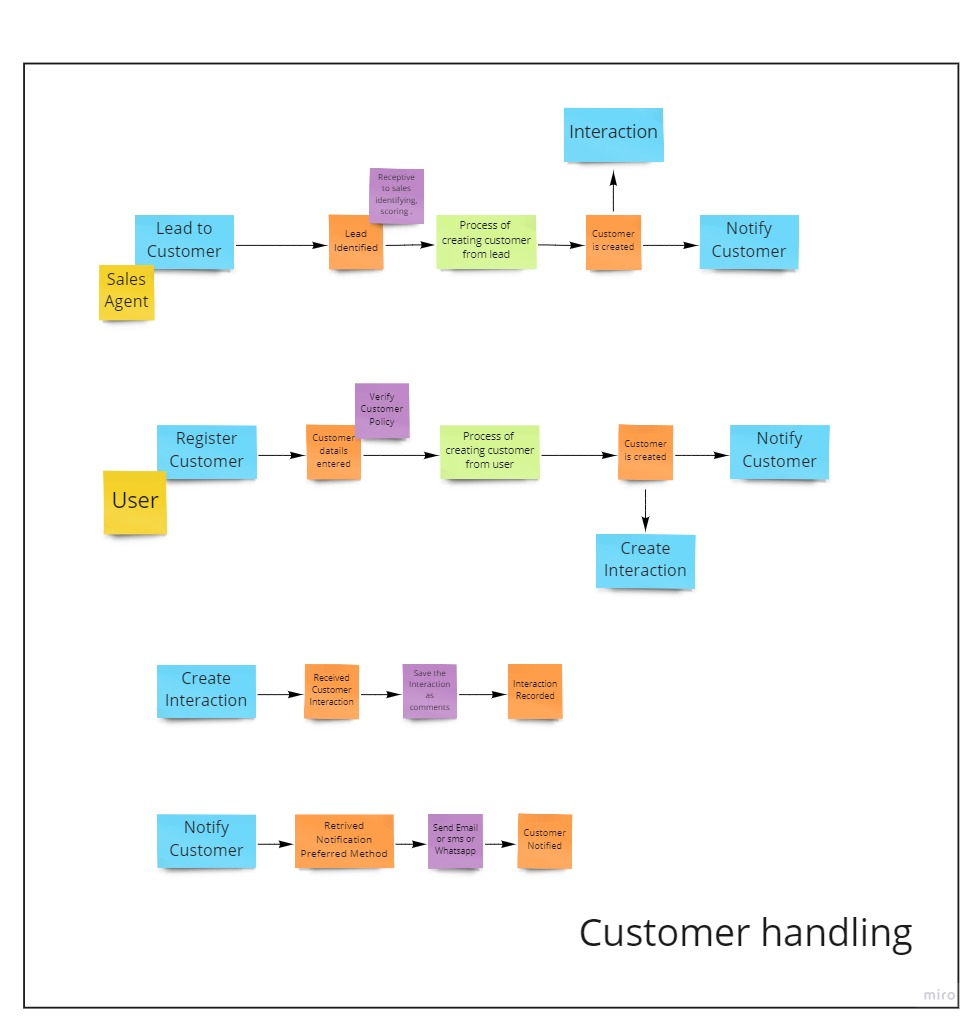 Interaction
Receptive
to sales
identifying,
scoring .
Lead to
Customer
Lead
Identified
Process of
creating customer
from lead
Customer
is created
Notify
Customer
Sales
Agent
Verify
Customer
Policy
Register
Customer
Customer
datails
entered
Process of
creating customer
from user
Customer
is created
Notify
Customer
User
Create
Interaction
Create
Interaction
Received
Customer
Interaction
Save the
Interaction
as
comments
Interaction
Recorded
Notify
Customer
Retrived
Notification
Preferred Method
Send Email
or sms or
Whatsapp
Customer
Notified
Customer handling
miro